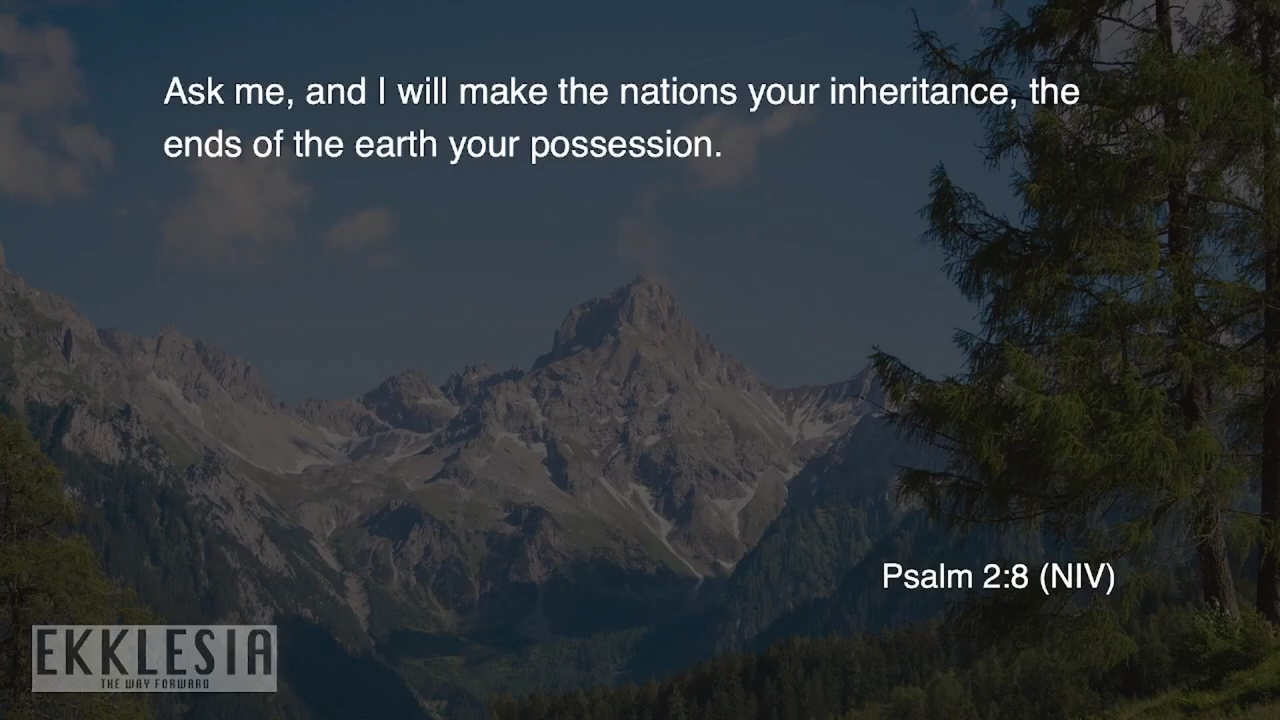 Ask me, and I will make the nations your inheritance, the
ends of the earth your possession.
Psalm 2:8 (NIV)
EKKLESIA
THE WAY FORWARD